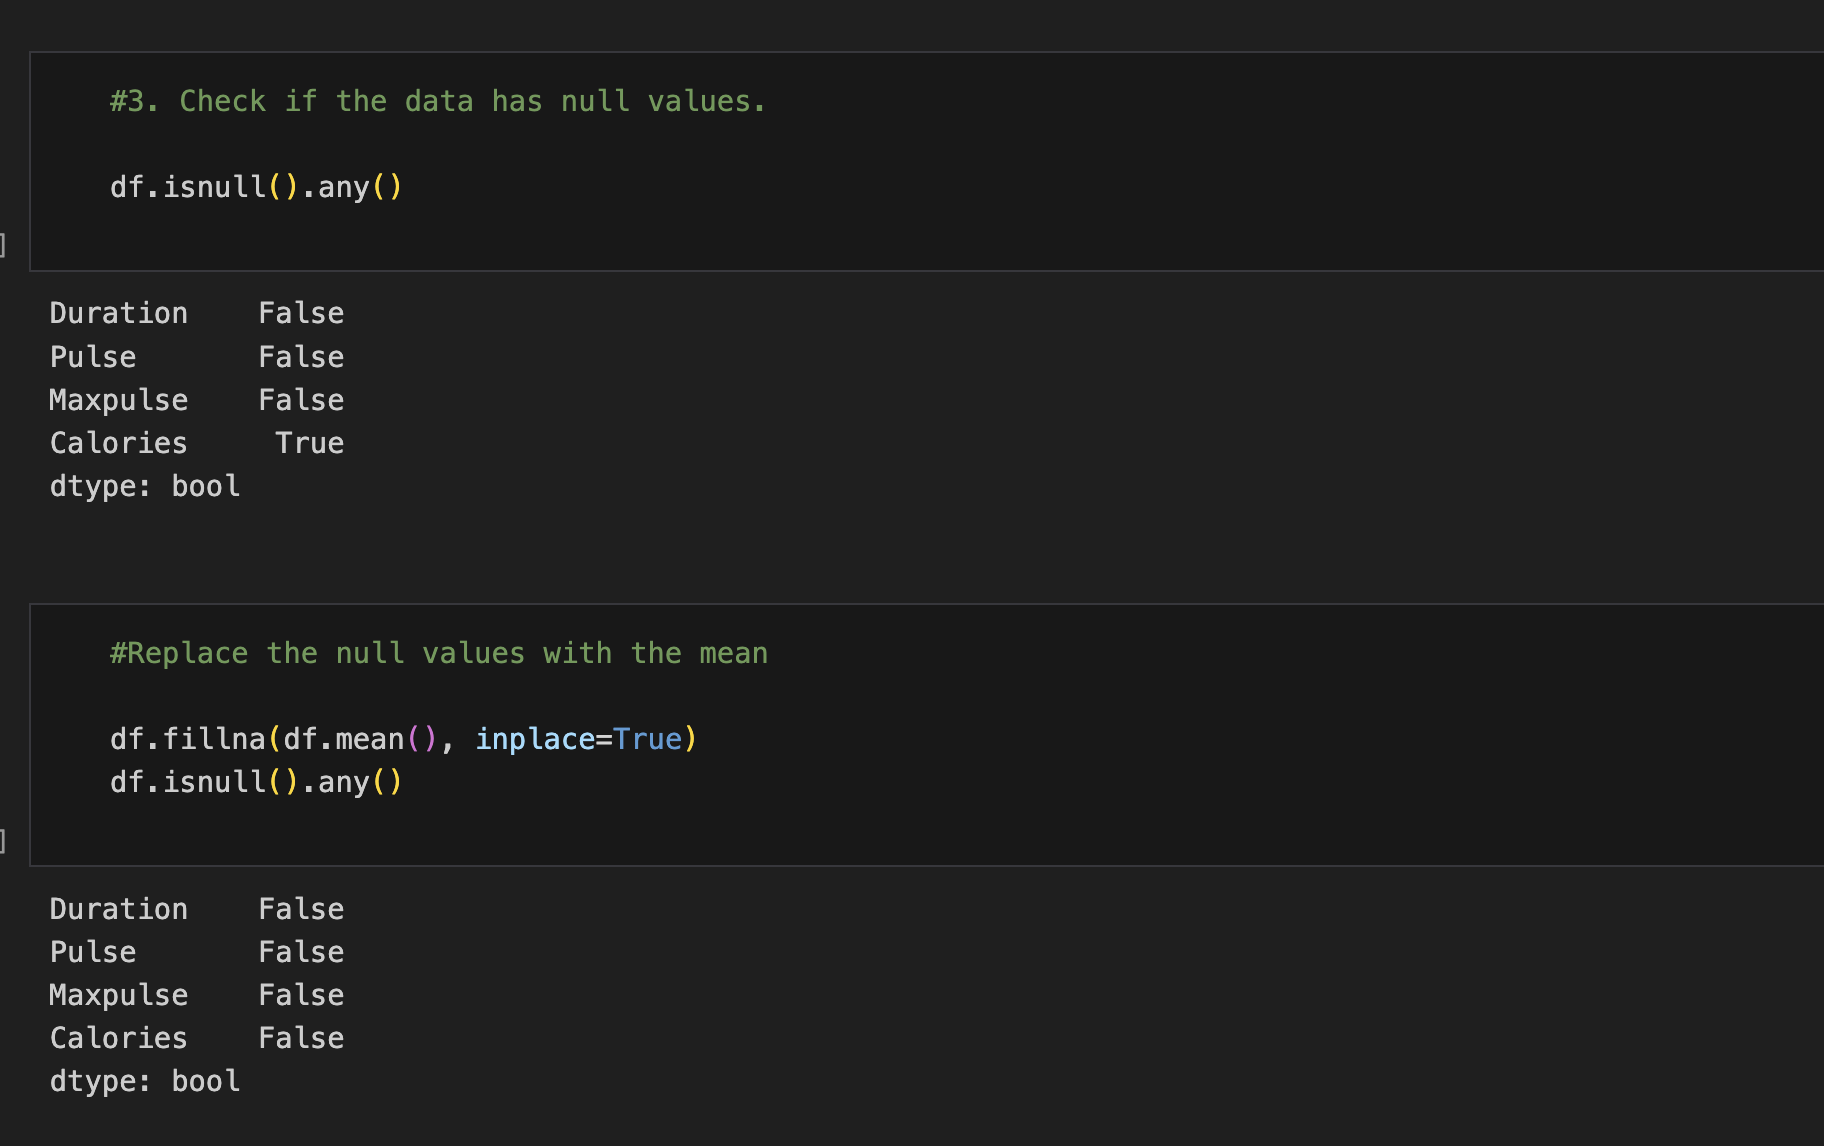 #3. Check if the data has null values.
df.isnull().any()
]
Duration    False
Pulse       False
Maxpulse    False
Calories     True
dtype: bool
#Replace the null values with the mean
df.fillna(df.mean(), inplace=True)
df.isnull().any()
]
Duration    False
Pulse       False
Maxpulse    False
Calories    False
dtype: bool